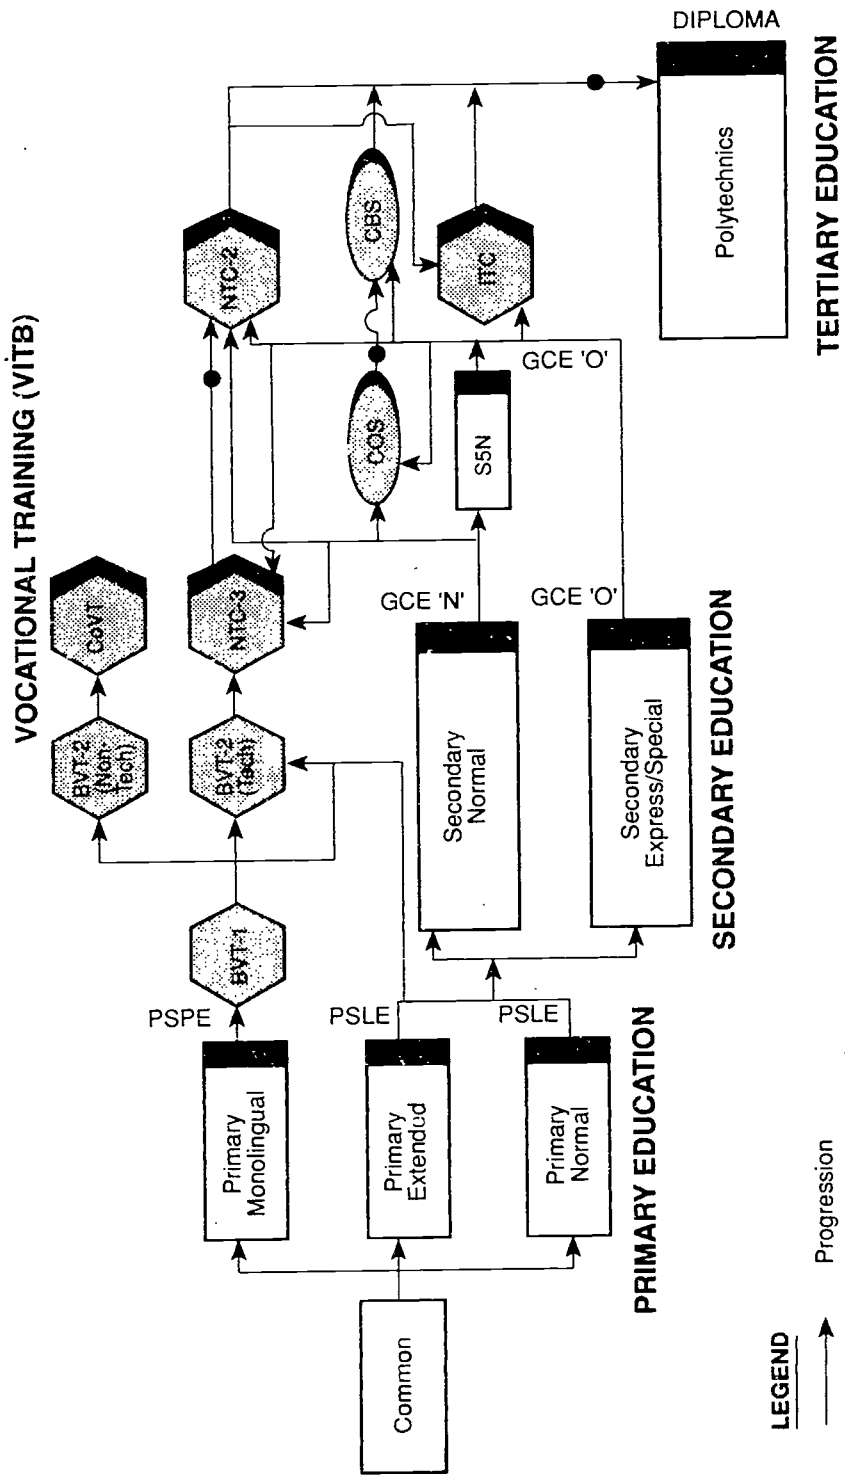 VOCATIONAL TRAINING (VITB)
BVT-2
(Non-
Tech)
CoVT
PSPE
BVT-1
BVT-2
(Tech)
NTC-3
NTC-2
COS
CBS
Common
Primary
Monolingual
Primary
Extended
PSLE
Primary
Normal
PSLE
PRIMARY EDUCATION
Secondary
Normal
GCE 'N'
S5N
GCE 'O'
ITC
Secondary
Express/Special
GCE 'O'
SECONDARY EDUCATION
Polytechnics
DIPLOMA
TERTIARY EDUCATION
LEGEND
Progression